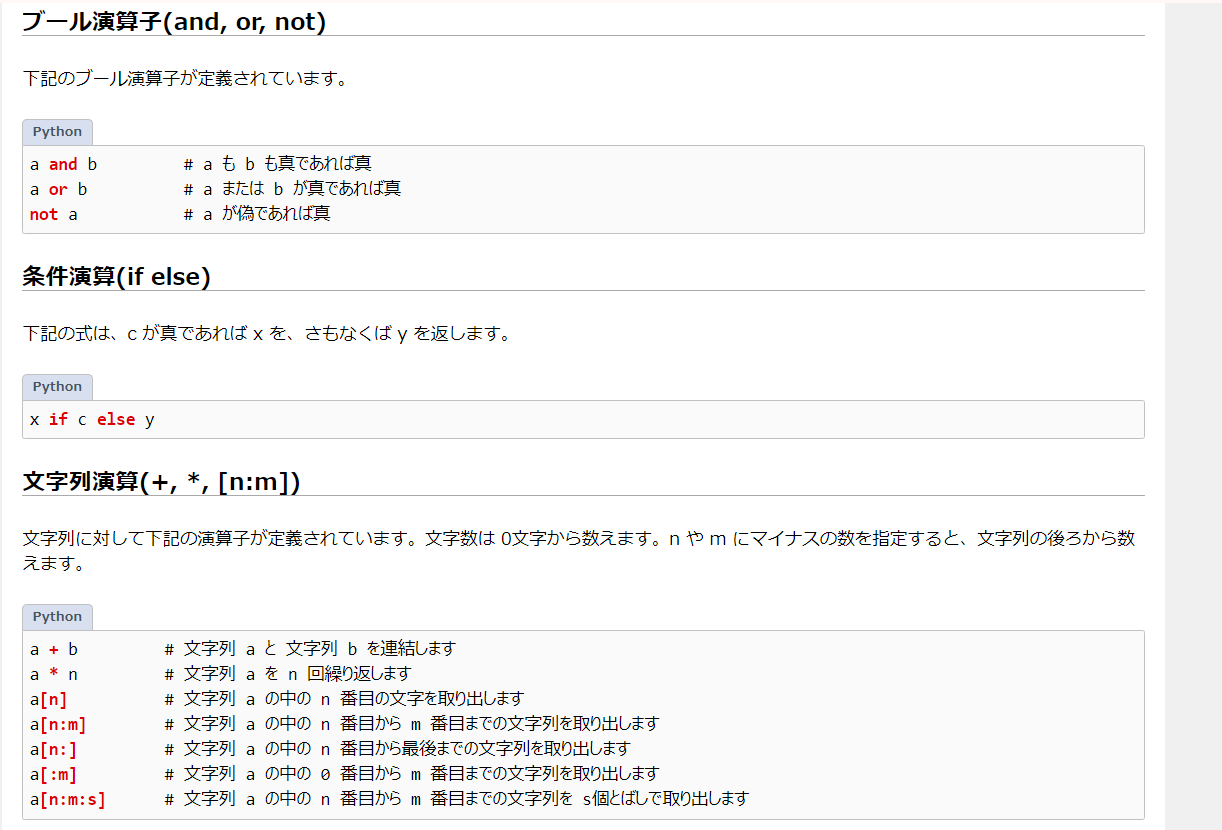 ブール演算子(and, or, not)
下記のブール演算子が定義されています。
Python
a and b # a も b も真であれば真
a or b # a または b が真であれば真
not a # a が偽であれば真
条件演算(if else)
下記の式は、c が真であれば x を、さもなくば y を返します。
Python
x if c else y
文字列演算(+, *, [n:m])
文字列に対して下記の演算子が定義されています。文字数は 0文字から数えます。n や m にマイナスの数を指定すると、文字列の後ろから数
えます。
Python
a + b # 文字列 a と 文字列 b を連結します
a * n # 文字列 a を n 回繰り返します
a[n] # 文字列 a の中の n 番目の文字を取り出します
a[n:m] # 文字列 a の中の n 番目から m 番目までの文字列を取り出します
a[n:] # 文字列 a の中の n 番目から最後までの文字列を取り出します
a[:m] # 文字列 a の中の 0 番目から m 番目までの文字列を取り出します
a[n:m:s] # 文字列 a の中の n 番目から m 番目までの文字列を s個とばしで取り出します